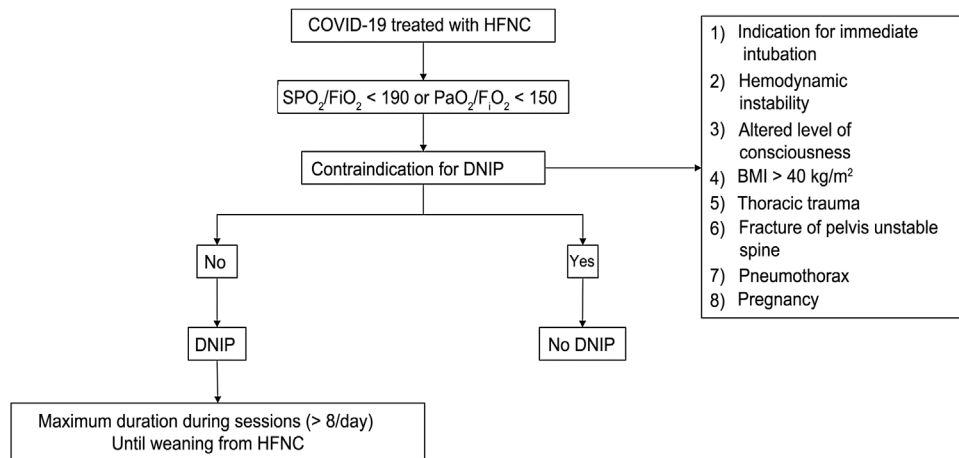 COVID-19 treated with HFNC
SPO₂/FiO₂ < 190 or PaO₂/FᵢO₂ < 150
Contraindication for DNIP
No
Yes
DNIP
No DNIP
Maximum duration during sessions (> 8/day)
Until weaning from HFNC
1) Indication for immediate
intubation
2) Hemodynamic
instability
3) Altered level of
consciousness
4) BMI > 40 kg/m²
5) Thoracic trauma
6) Fracture of pelvis unstable
spine
7) Pneumothorax
8) Pregnancy